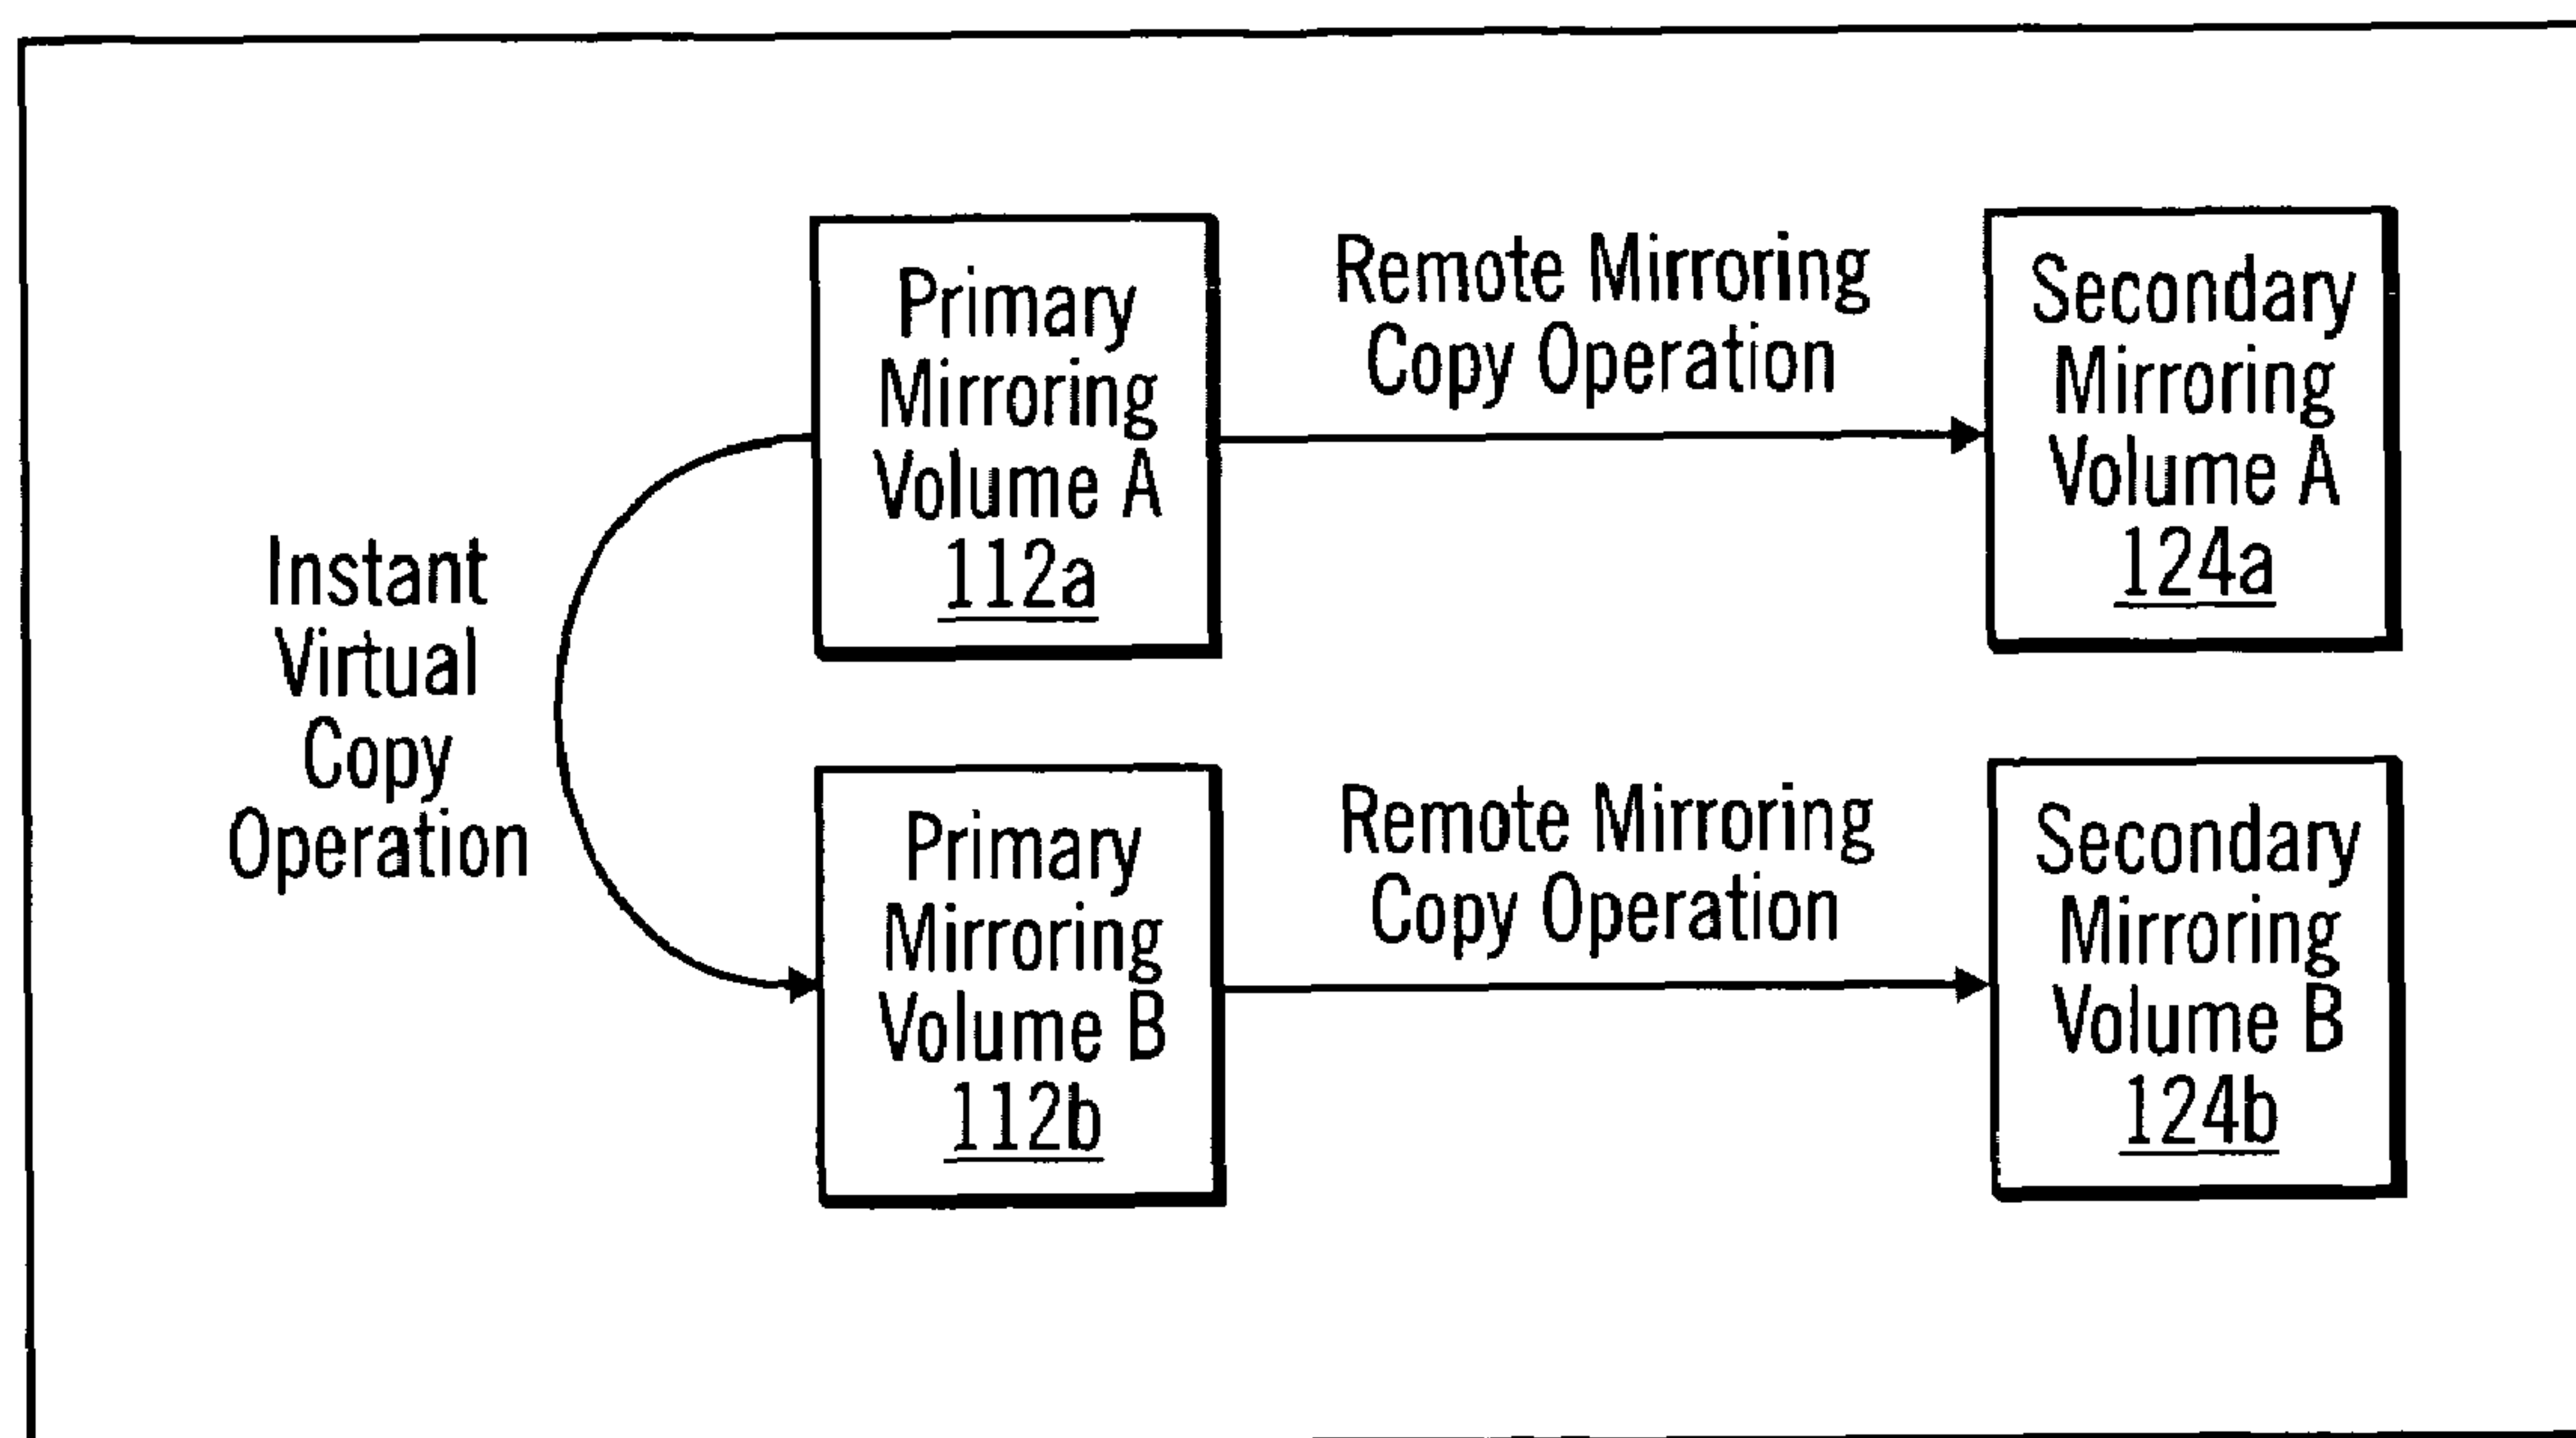 Primary
Mirroring
Volume A
112a
Remote Mirroring
Copy Operation
Secondary
Mirroring
Volume A
124a
Instant
Virtual
Copy
Operation
Primary
Mirroring
Volume B
112b
Remote Mirroring
Copy Operation
Secondary
Mirroring
Volume B
124b